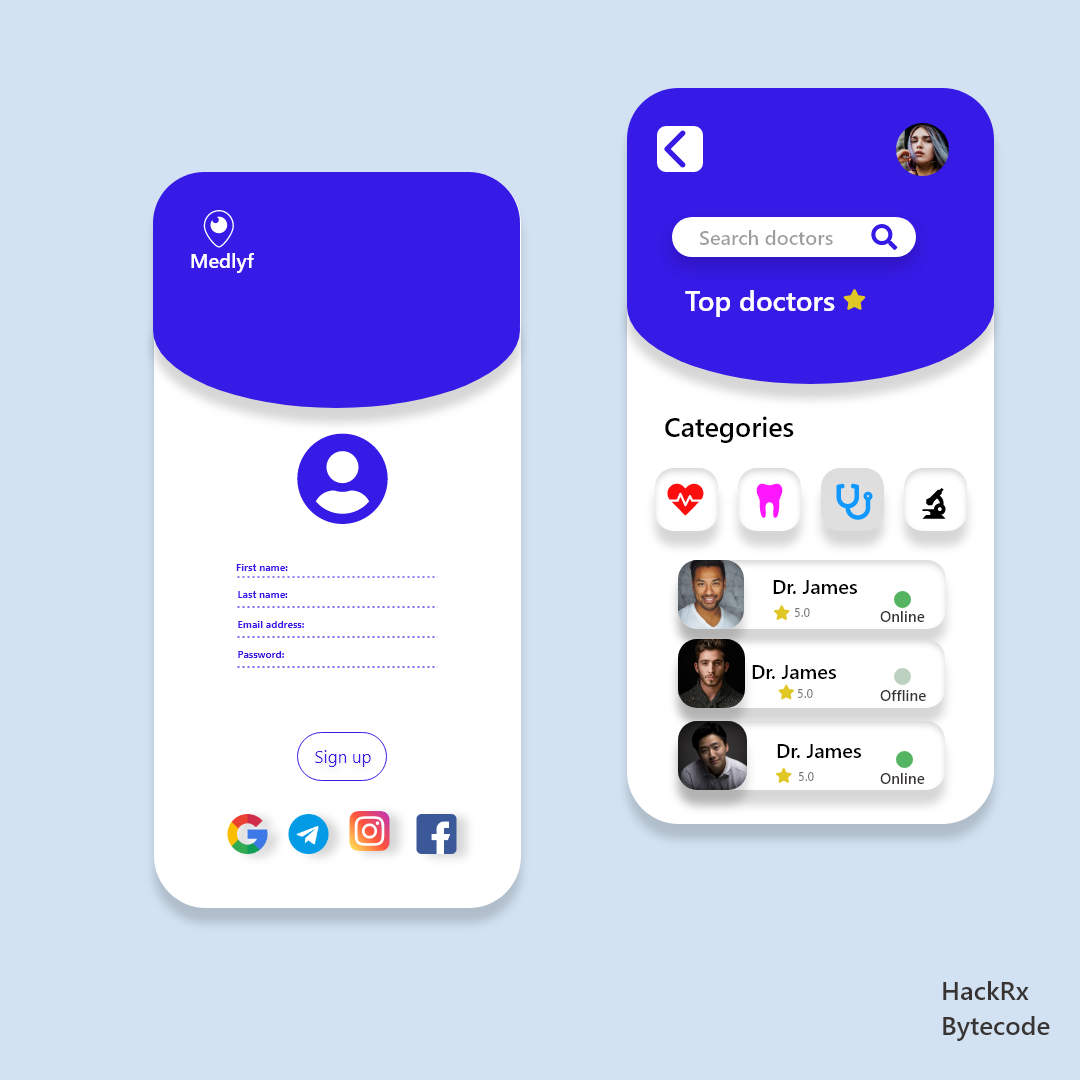 Medlyf
First name:
Last name:
Email address:
Password:
Sign up
Search doctors
Top doctors
Categories
Dr. James
5.0
Online
Dr. James
5.0
Offline
Dr. James
5.0
Online
HackRx
Bytecode